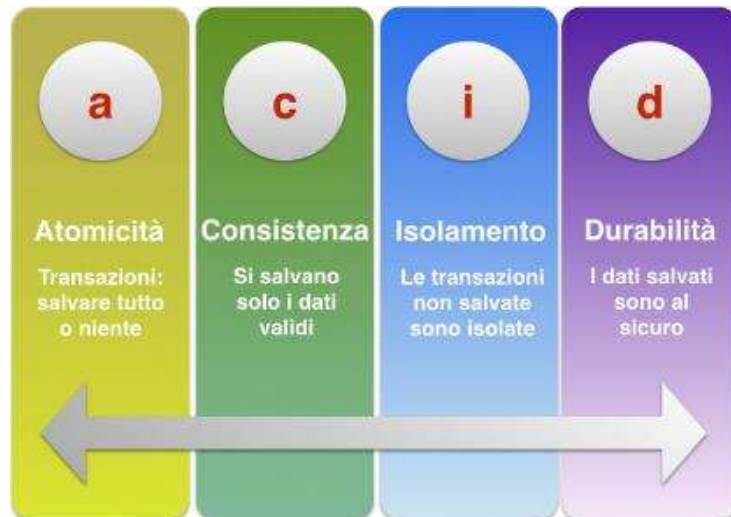 a
Atomicità
Transazioni:
salvare tutto
o niente
c
Consistenza
Si salvano
solo i dati
validi
i
Isolamento
Le transazioni
non salvate
sono isolate
d
Durabilità
I dati salvati
sono al
sicuro